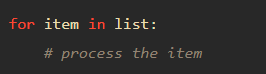 for item in list:
    # process the item